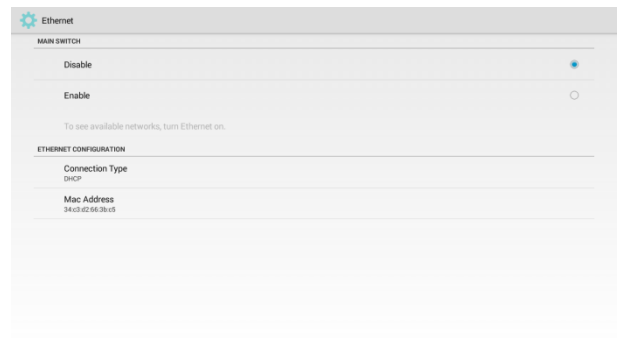 Ethernet
MAIN SWITCH
Disable
Enable
To see available networks, turn Ethernet on.
ETHERNET CONFIGURATION
Connection Type
DHCP
Mac Address
34:c3:d2:66:3b:c5